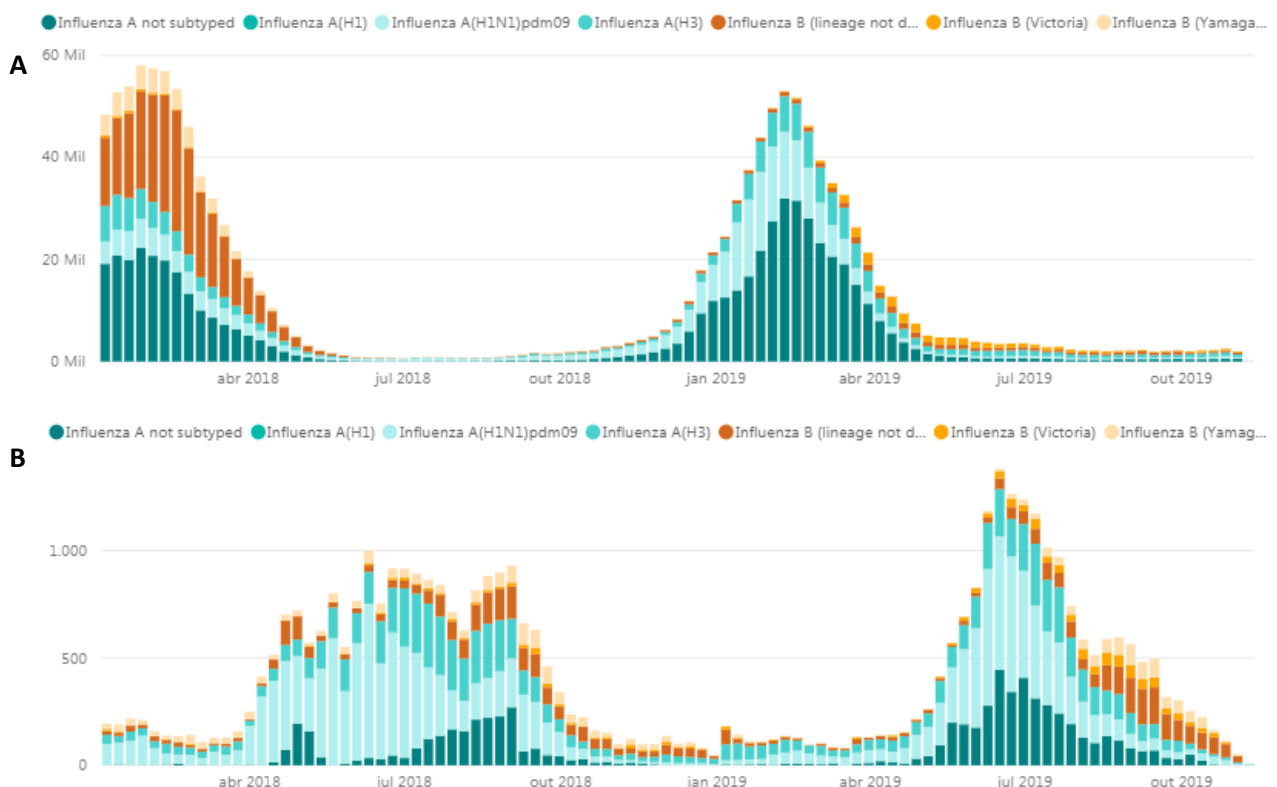 Influenza A not subtyped Influenza A(H1) Influenza A(H1N1)pdm09 Influenza A(H3) Influenza B (lineage not d... Influenza B (Victoria) Influenza B (Yamaga...
A
60 Mil
40 Mil
20 Mil
0 Mil
abr 2018 jul 2018 out 2018 jan 2019 abr 2019 jul 2019 out 2019
Influenza A not subtyped Influenza A(H1) Influenza A(H1N1)pdm09 Influenza A(H3) Influenza B (lineage not d... Influenza B (Victoria) Influenza B (Yamag...
B
1.000
500
0
abr 2018 jul 2018 out 2018 jan 2019 abr 2019 jul 2019 out 2019